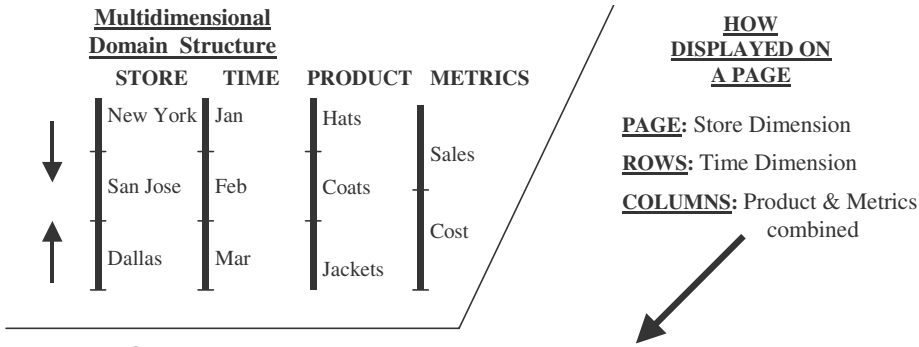 Multidimensional
Domain Structure
STORE TIME PRODUCT METRICS
New York Jan Hats
Sales
San Jose Feb Coats
Cost
Dallas Mar Jackets
HOW
DISPLAYED ON
A PAGE
PAGE: Store Dimension
ROWS: Time Dimension
COLUMNS: Product & Metrics
combined